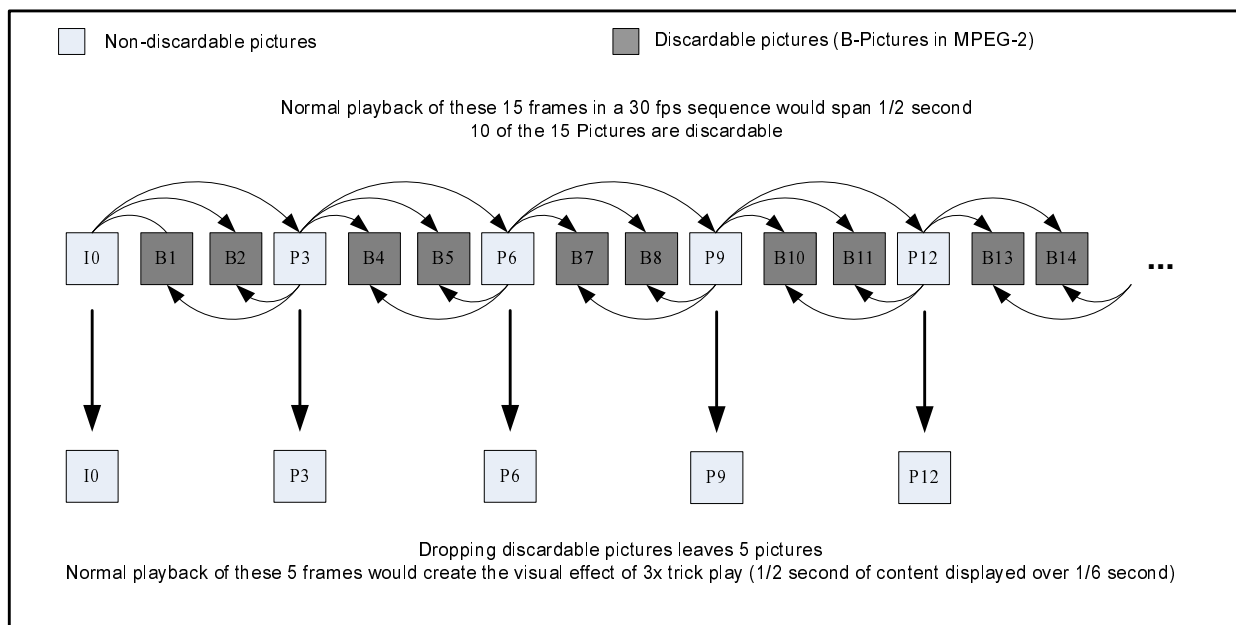 Non-discardable pictures
Discardable pictures (B-Pictures in MPEG-2)
Normal playback of these 15 frames in a 30 fps sequence would span 1/2 second
10 of the 15 Pictures are discardable
I0 B1 B2 P3 B4 B5 P6 B7 B8 P9 B10 B11 P12 B13 B14 ...
I0 P3 P6 P9 P12
Dropping discardable pictures leaves 5 pictures
Normal playback of these 5 frames would create the visual effect of 3x trick play (1/2 second of content displayed over 1/6 second)